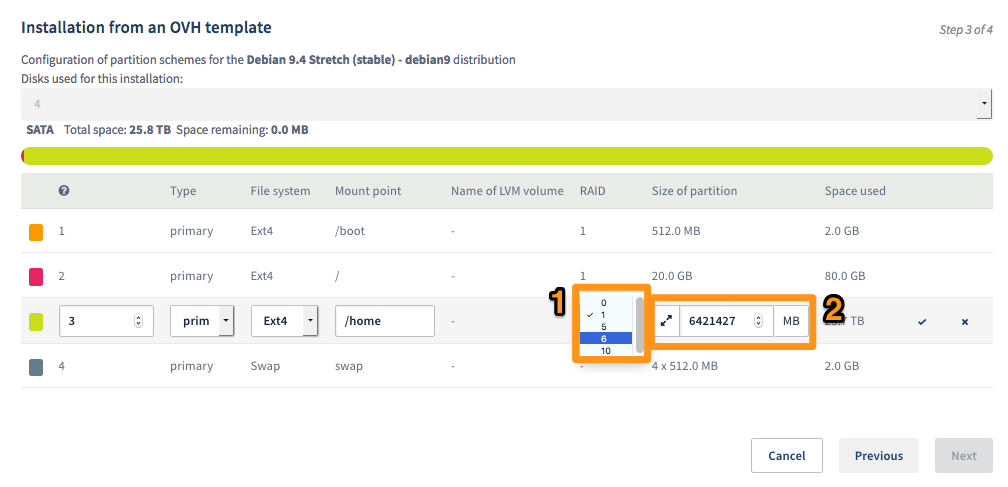 Installation from an OVH template
Step 3 of 4
Configuration of partition schemes for the Debian 9.4 Stretch (stable) - debian9 distribution
Disks used for this installation:
4
SATA Total space: 25.8 TB Space remaining: 0.0 MB
? Type File system Mount point Name of LVM volume RAID Size of partition Space used
1 primary Ext4 /boot - 1 512.0 MB 2.0 GB
2 primary Ext4 / - 1 20.0 GB 80.0 GB
1
0
1
5
6
10
2
3 prim Ext4 /home - 6421427 MB TB
4 primary Swap swap - - 4 x 512.0 MB 2.0 GB
Cancel Previous Next